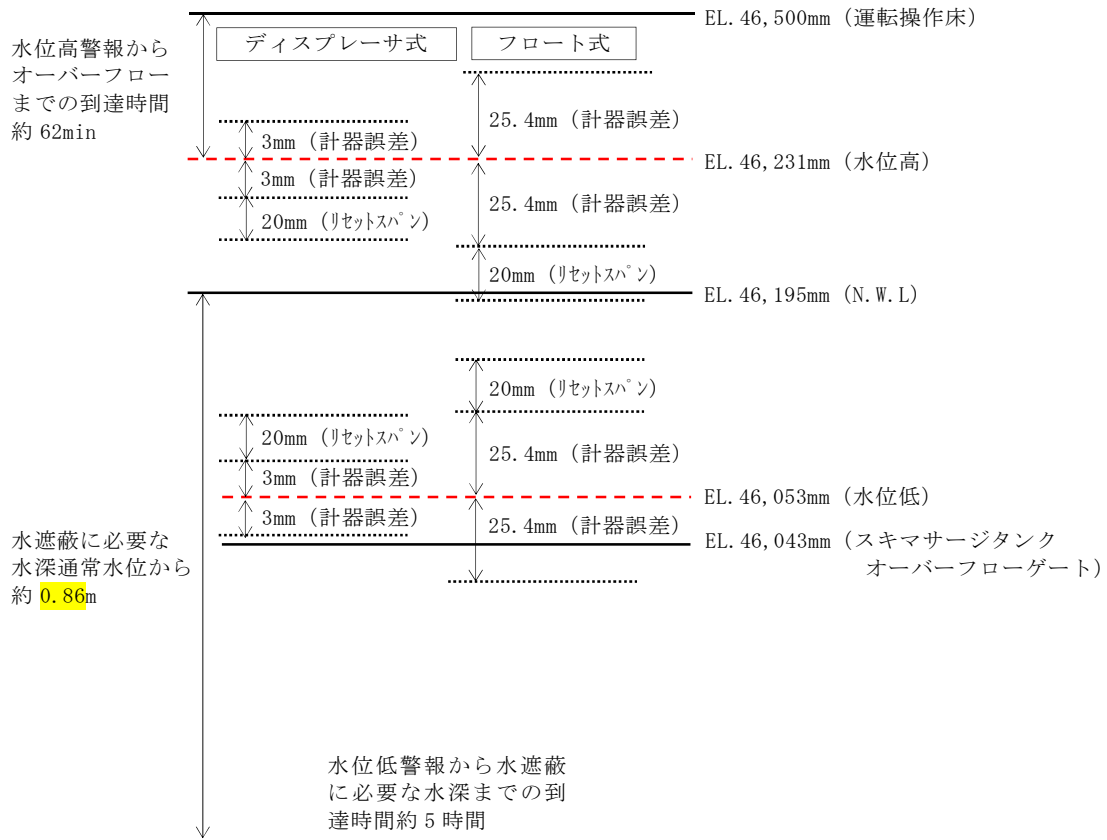 EL.46,500mm（運転操作床）
ディスプレーサ式
フロート式
水位高警報から
オーバーフロー
までの到達時間
約 62min
25.4mm（計器誤差）
3mm（計器誤差）
EL.46,231mm（水位高）
3mm（計器誤差）
25.4mm（計器誤差）
20mm（ﾘｾｯﾄｽﾊﾟﾝ）
20mm（ﾘｾｯﾄｽﾊﾟﾝ）
EL.46,195mm（N.W.L）
20mm（ﾘｾｯﾄｽﾊﾟﾝ）
20mm（ﾘｾｯﾄｽﾊﾟﾝ）
25.4mm（計器誤差）
3mm（計器誤差）
EL.46,053mm（水位低）
3mm（計器誤差）
25.4mm（計器誤差）
EL.46,043mm（スキマサージタンク
オーバーフローゲート）
水遮蔽に必要な
水深通常水位から
約 0.86m
水位低警報から水遮蔽
に必要な水深までの到
達時間約 5 時間